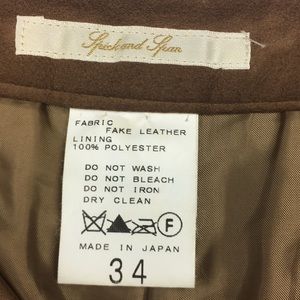 Spick and Span
FABRIC
FAKE LEATHER
LINING
100% POLYESTER
DO NOT WASH
DO NOT BLEACH
DO NOT IRON
DRY CLEAN
F
MADE IN JAPAN
34